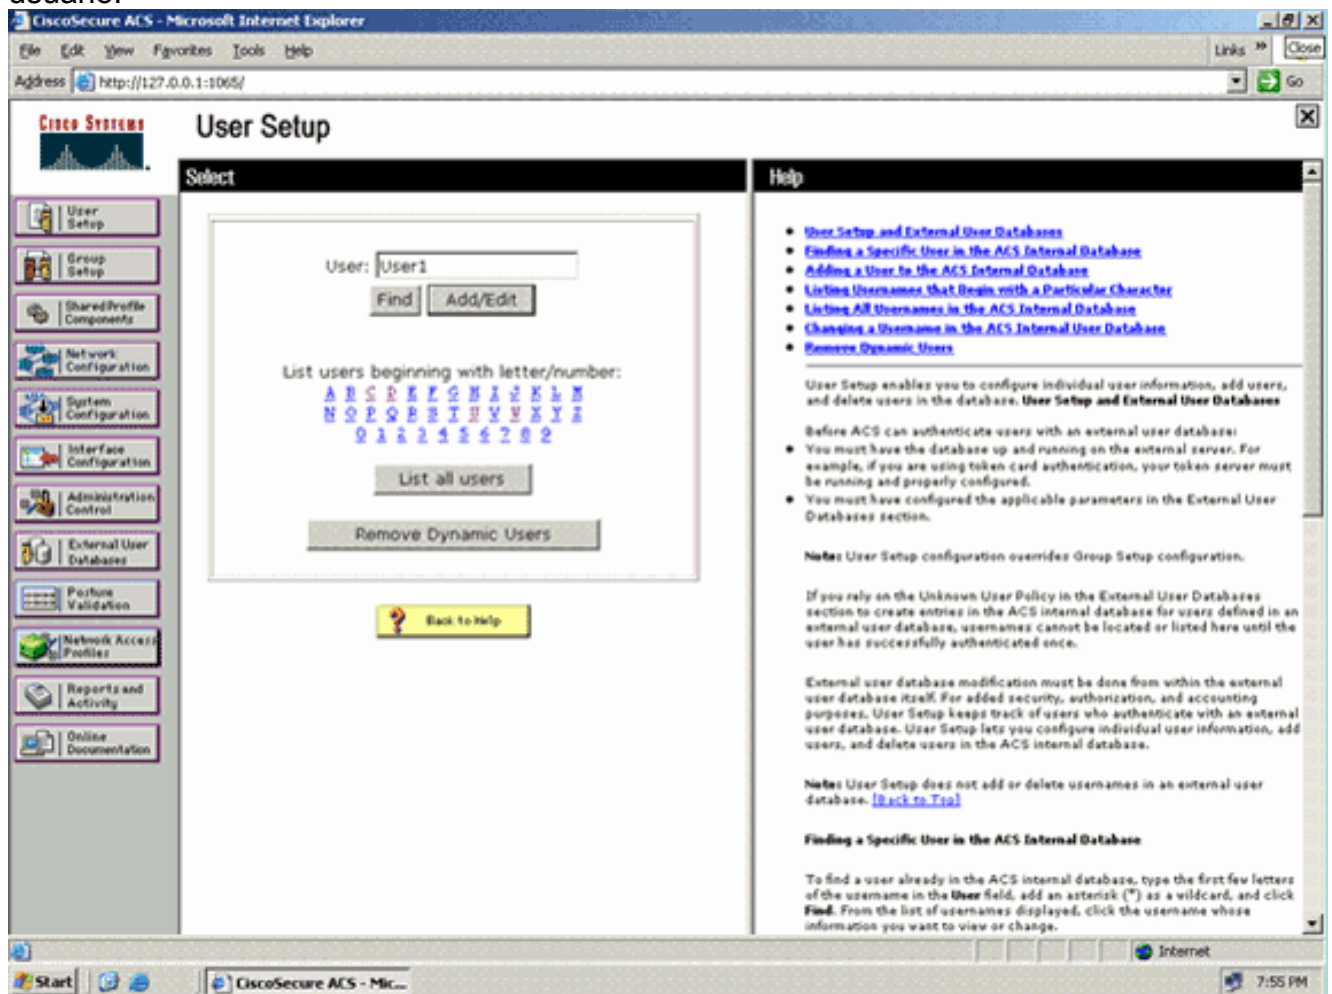 usuario.
CiscoSecure ACS - Microsoft Internet Explorer
File Edit View Favorites Tools Help
Links »
Close
Address http://127.0.0.1:1065/
Go
CISCO SYSTEMS
User Setup
Select
Help
User Setup
Group Setup
Shared Profile Components
Network Configuration
System Configuration
Interface Configuration
Administration Control
External User Databases
Posture Validation
Network Access Profiles
Reports and Activity
Online Documentation
User: User1
Find Add/Edit
List users beginning with letter/number:
A B C D E F G H I J K L M
N O P Q R S T U V W X Y Z
0 1 2 3 4 5 6 7 8 9
List all users
Remove Dynamic Users
Back to Help
User Setup and External User Databases
Finding a Specific User in the ACS Internal Database
Adding a User to the ACS Internal Database
Listing Usernames that Begin with a Particular Character
Listing All Usernames in the ACS Internal Database
Changing a Username in the ACS Internal User Database
Remove Dynamic Users
User Setup enables you to configure individual user information, add users,
and delete users in the database. User Setup and External User Databases
Before ACS can authenticate users with an external user database:
You must have the database up and running on the external server. For
example, if you are using token card authentication, your token server must
be running and properly configured.
You must have configured the applicable parameters in the External User
Databases section.
Note: User Setup configuration overrides Group Setup configuration.
If you rely on the Unknown User Policy in the External User Databases
section to create entries in the ACS internal database for users defined in an
external user database, usernames cannot be located or listed here until the
user has successfully authenticated once.
External user database modification must be done from within the external
user database itself. For added security, authorization, and accounting
purposes, User Setup keeps track of users who authenticate with an external
user database. User Setup lets you configure individual user information, add
users, and delete users in the ACS internal database.
Note: User Setup does not add or delete usernames in an external user
database. [Back to Top]
Finding a Specific User in the ACS Internal Database
To find a user already in the ACS internal database, type the first few letters
of the username in the User field, add an asterisk (*) as a wildcard, and click
Find. From the list of usernames displayed, click the username whose
information you want to view or change.
Internet
Start
CiscoSecure ACS - Mic...
7:55 PM